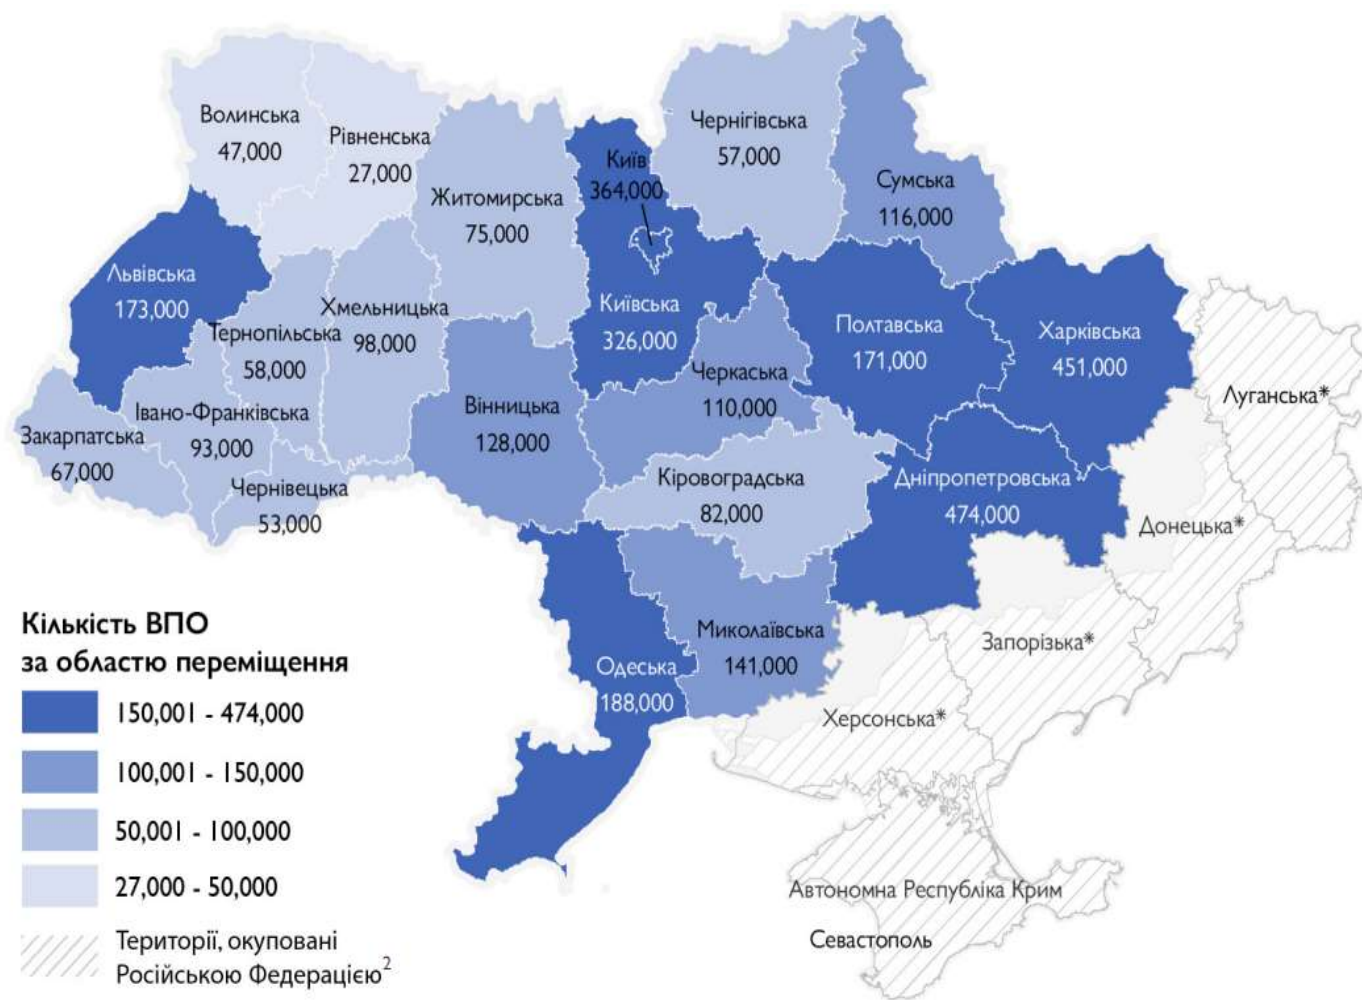 Волинська
47,000
Рівненська
27,000
Житомирська
75,000
Київ
364,000
Чернігівська
57,000
Сумська
116,000
Львівська
173,000
Тернопільська
58,000
Хмельницька
98,000
Київська
326,000
Полтавська
171,000
Харківська
451,000
Луганська*
Закарпатська
67,000
Івано-Франківська
93,000
Чернівецька
53,000
Вінницька
128,000
Черкаська
110,000
Кіровоградська
82,000
Дніпропетровська
474,000
Донецька*
Одеська
188,000
Миколаївська
141,000
Запорізька*
Херсонська*
Автономна Республіка Крим
Севастополь
Кількість ВПО
за областю переміщення
150,001 - 474,000
100,001 - 150,000
50,001 - 100,000
27,000 - 50,000
Території, окуповані
Російською Федерацією2